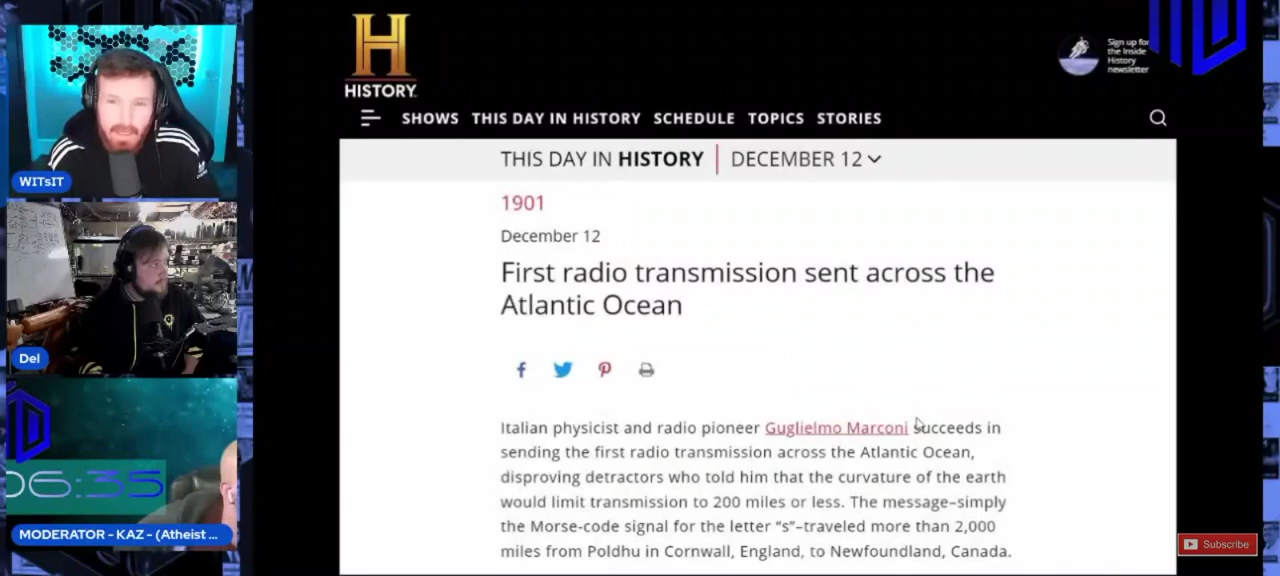 WITsIT
Del
06:35
MODERATOR - KAZ - (Atheist ...
H
HISTORY.
Sign up for
the Inside
History
newsletter
SHOWS THIS DAY IN HISTORY SCHEDULE TOPICS STORIES
THIS DAY IN HISTORY | DECEMBER 12
1901
December 12
First radio transmission sent across the
Atlantic Ocean
Italian physicist and radio pioneer Guglielmo Marconi succeeds in
sending the first radio transmission across the Atlantic Ocean,
disproving detractors who told him that the curvature of the earth
would limit transmission to 200 miles or less. The message–simply
the Morse-code signal for the letter “s”–traveled more than 2,000
miles from Poldhu in Cornwall, England, to Newfoundland, Canada.
Subscribe